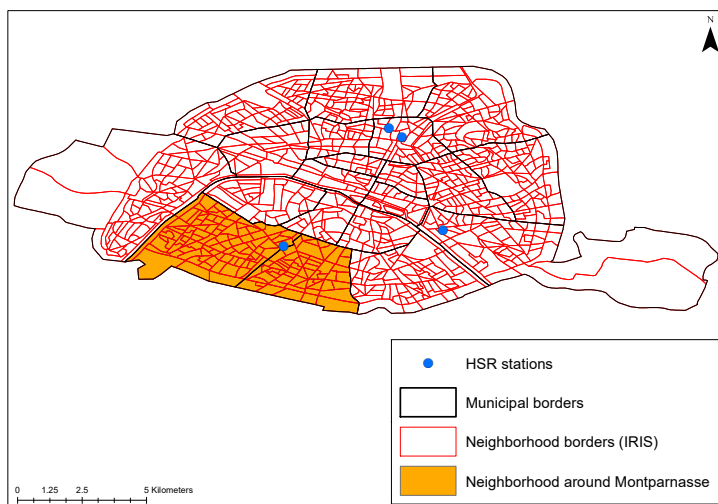 N
HSR stations
Municipal borders
Neighborhood borders (IRIS)
Neighborhood around Montparnasse
0 1.25 2.5 5 Kilometers